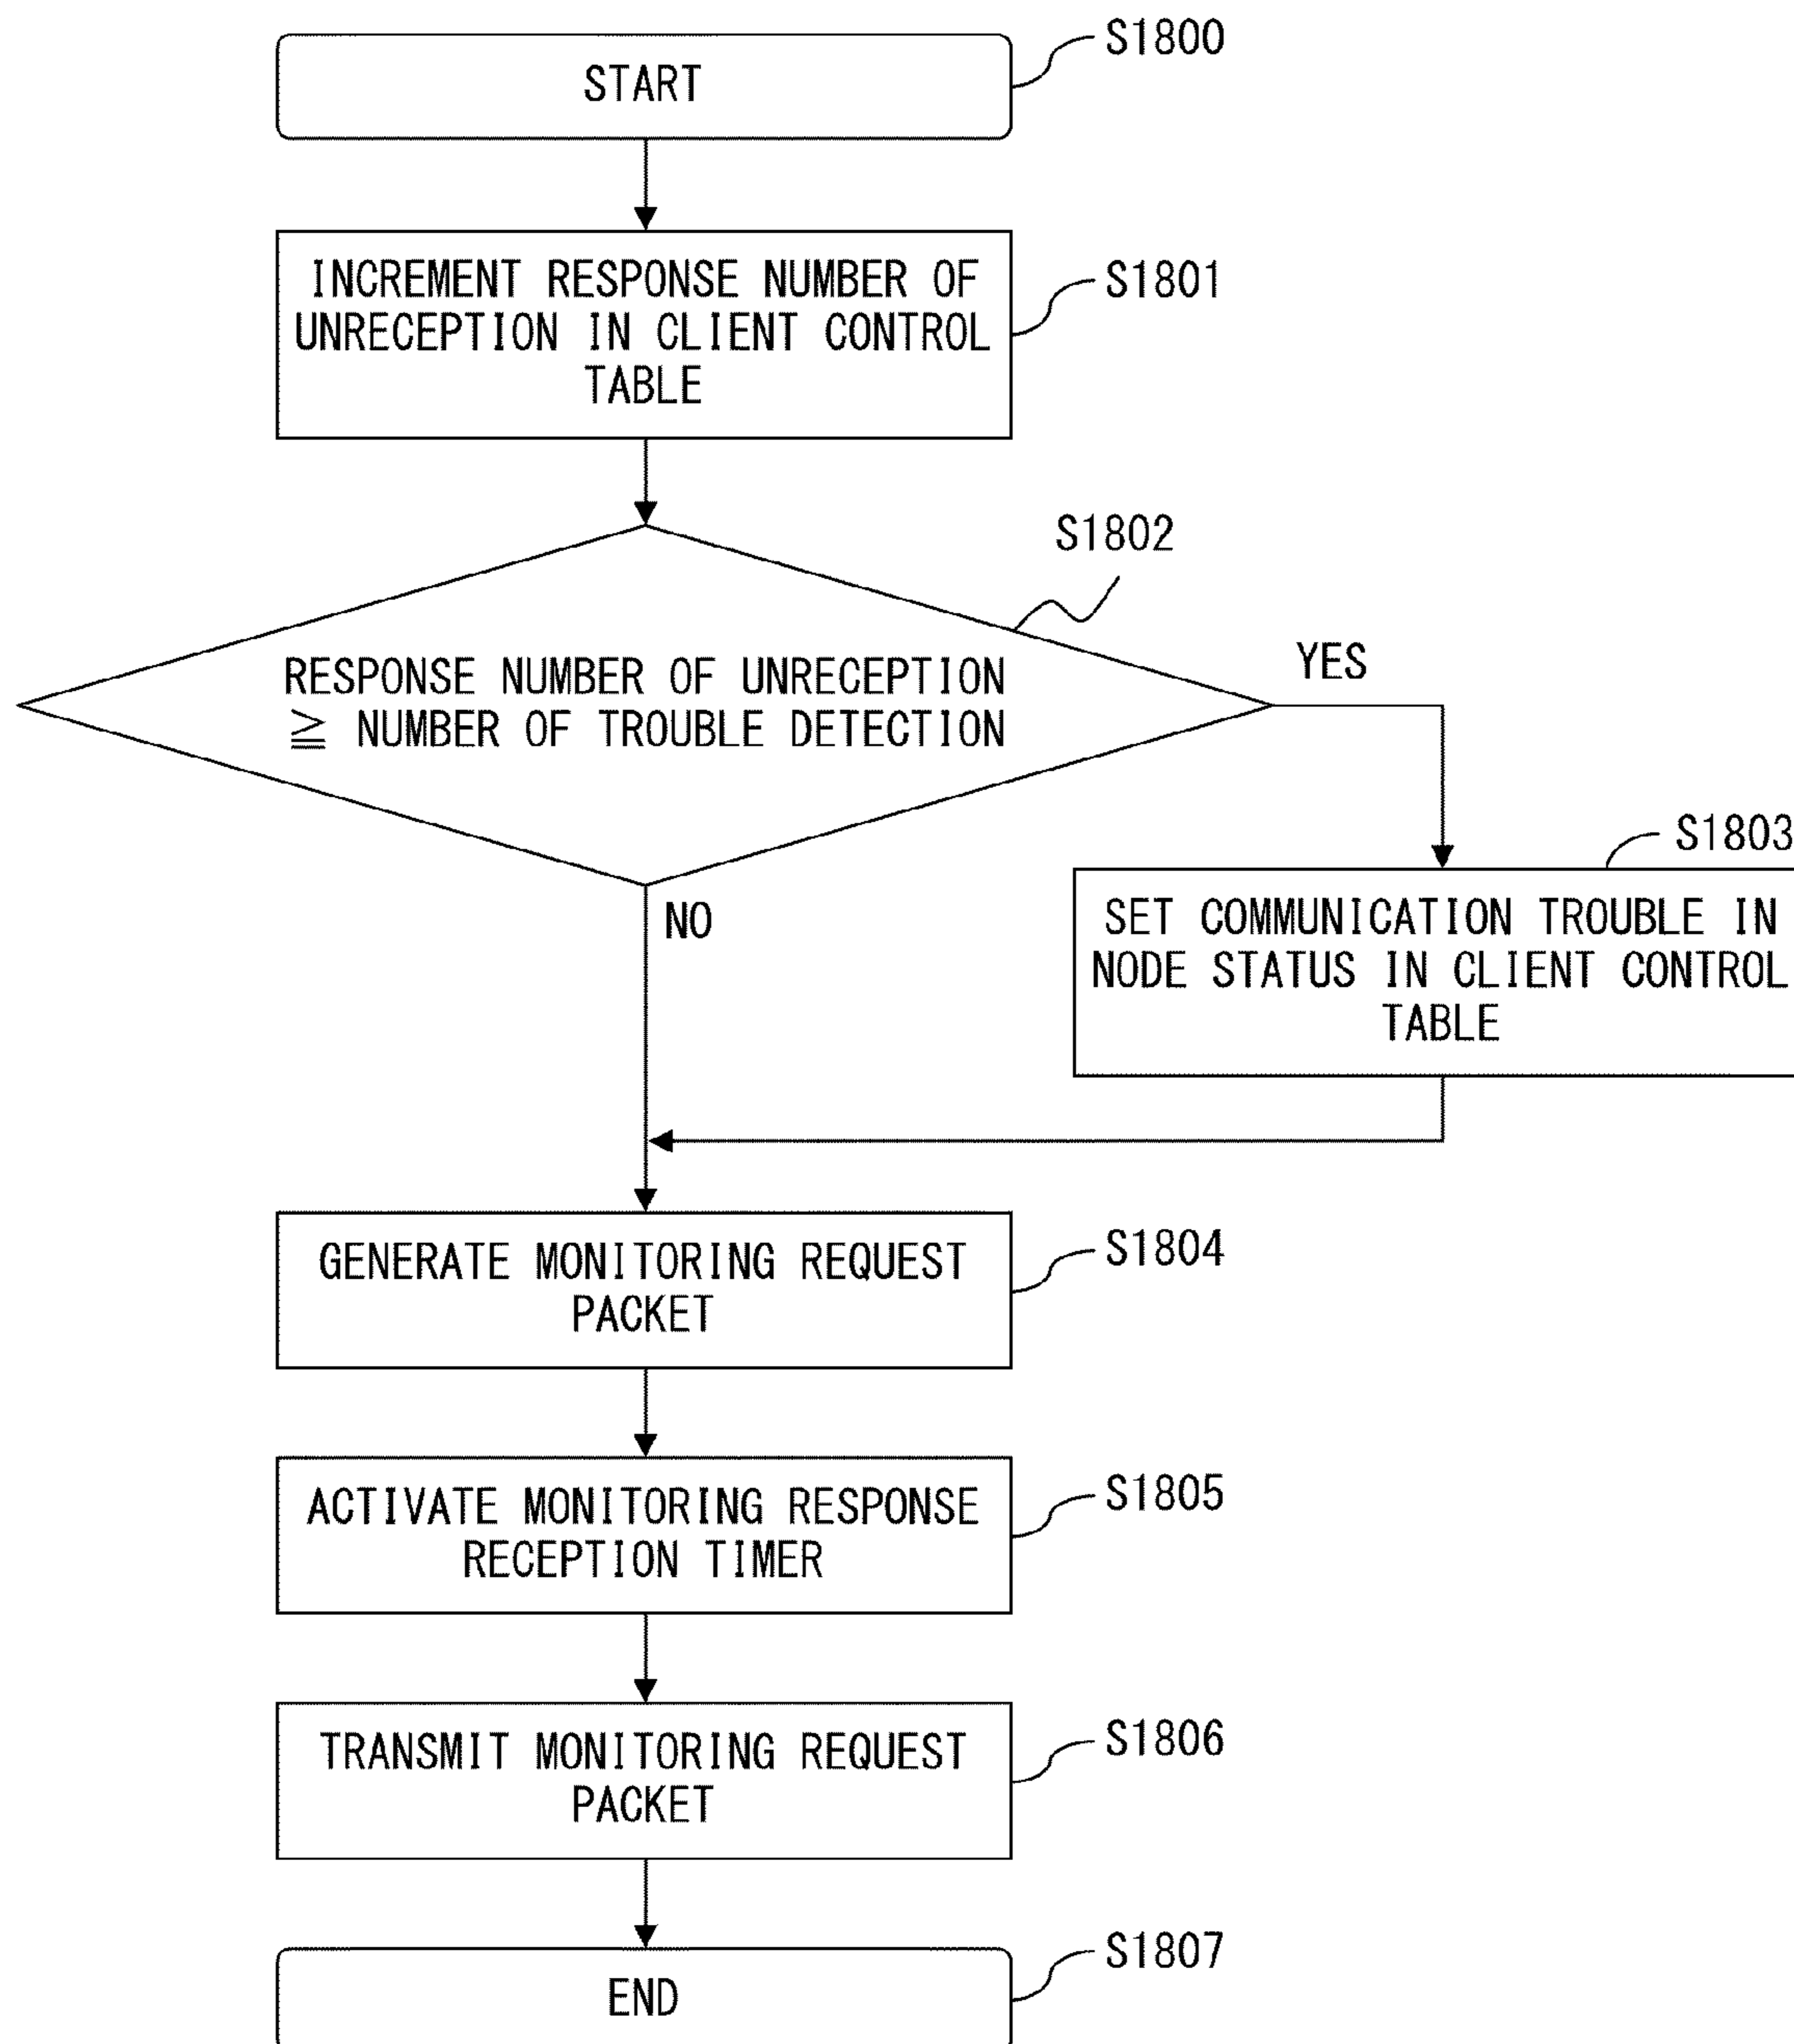 START
S1800
INCREMENT RESPONSE NUMBER OF
UNRECEPTION IN CLIENT CONTROL
TABLE
S1801
S1802
RESPONSE NUMBER OF UNRECEPTION
≧ NUMBER OF TROUBLE DETECTION
YES
NO
S1803
SET COMMUNICATION TROUBLE IN
NODE STATUS IN CLIENT CONTROL
TABLE
GENERATE MONITORING REQUEST
PACKET
S1804
ACTIVATE MONITORING RESPONSE
RECEPTION TIMER
S1805
TRANSMIT MONITORING REQUEST
PACKET
S1806
END
S1807